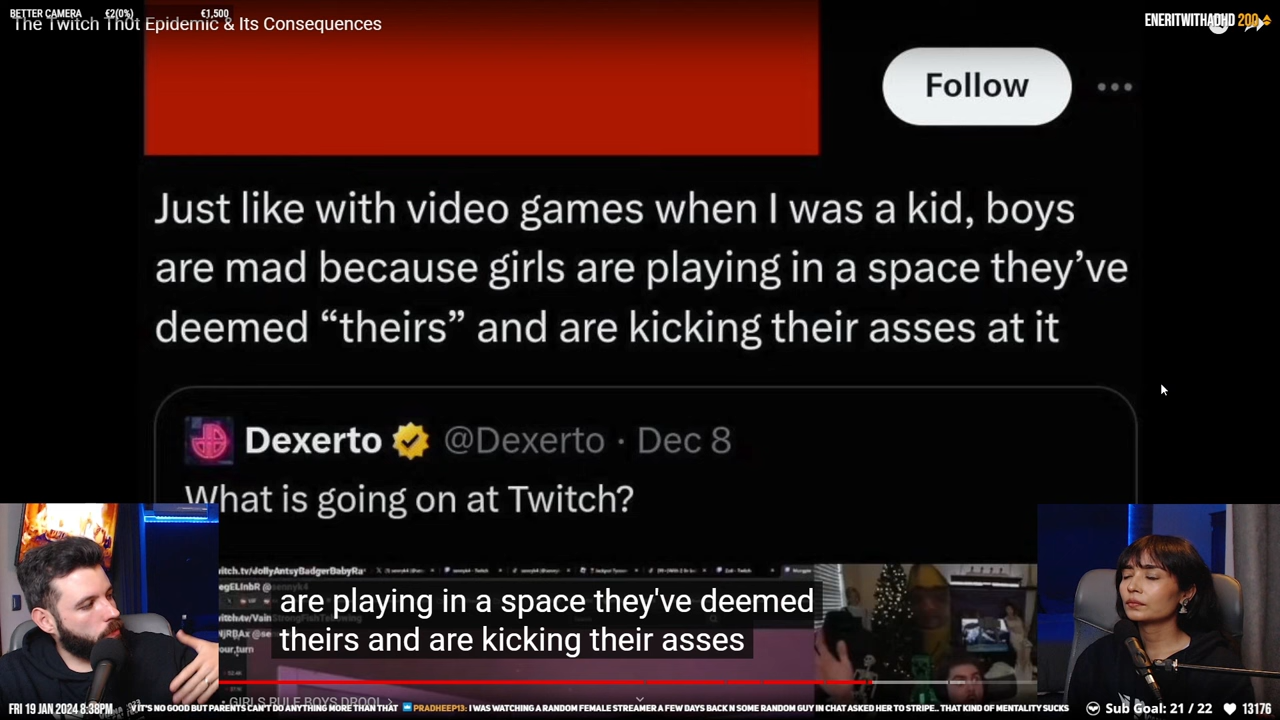 BETTER CAMERA €2(0%) €1,500
The Twitch Th0t Epidemic & Its Consequences
ENERITWITHADHD 200
Follow
Just like with video games when I was a kid, boys
are mad because girls are playing in a space they’ve
deemed “theirs” and are kicking their asses at it
Dexerto @Dexerto · Dec 8
What is going on at Twitch?
witch.tv/JollyAntsyBadgerBabyRa
are playing in a space they've deemed
theirs and are kicking their asses
GIRLS RULE BOYS DROOL >
FRI 19 JAN 2024 8:38PM
IT'S NO GOOD BUT PARENTS CAN'T DO ANYTHING MORE THAN THAT PRADHEEP13: I WAS WATCHING A RANDOM FEMALE STREAMER A FEW DAYS BACK N SOME RANDOM GUY IN CHAT ASKED HER TO STRIPE.. THAT KIND OF MENTALITY SUCKS
Sub Goal: 21 / 22 13176